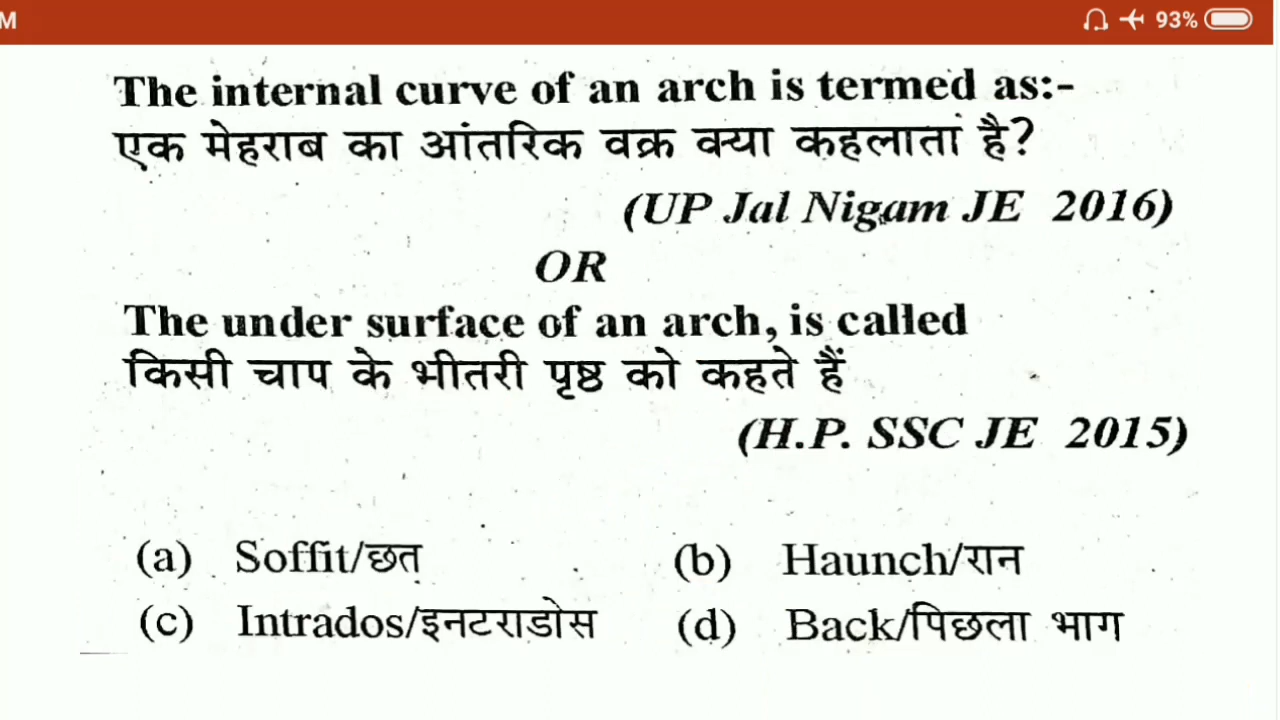 M 93%
The internal curve of an arch is termed as:-
एक मेहराब का आंतरिक वक्र क्या कहलाता है?
(UP Jal Nigam JE 2016)
OR
The under surface of an arch, is called
किसी चाप के भीतरी पृष्ठ को कहते हैं
(H.P. SSC JE 2015)
(a) Soffit/छत (b) Haunch/रान
(c) Intrados/इनटराडोस (d) Back/पिछला भाग